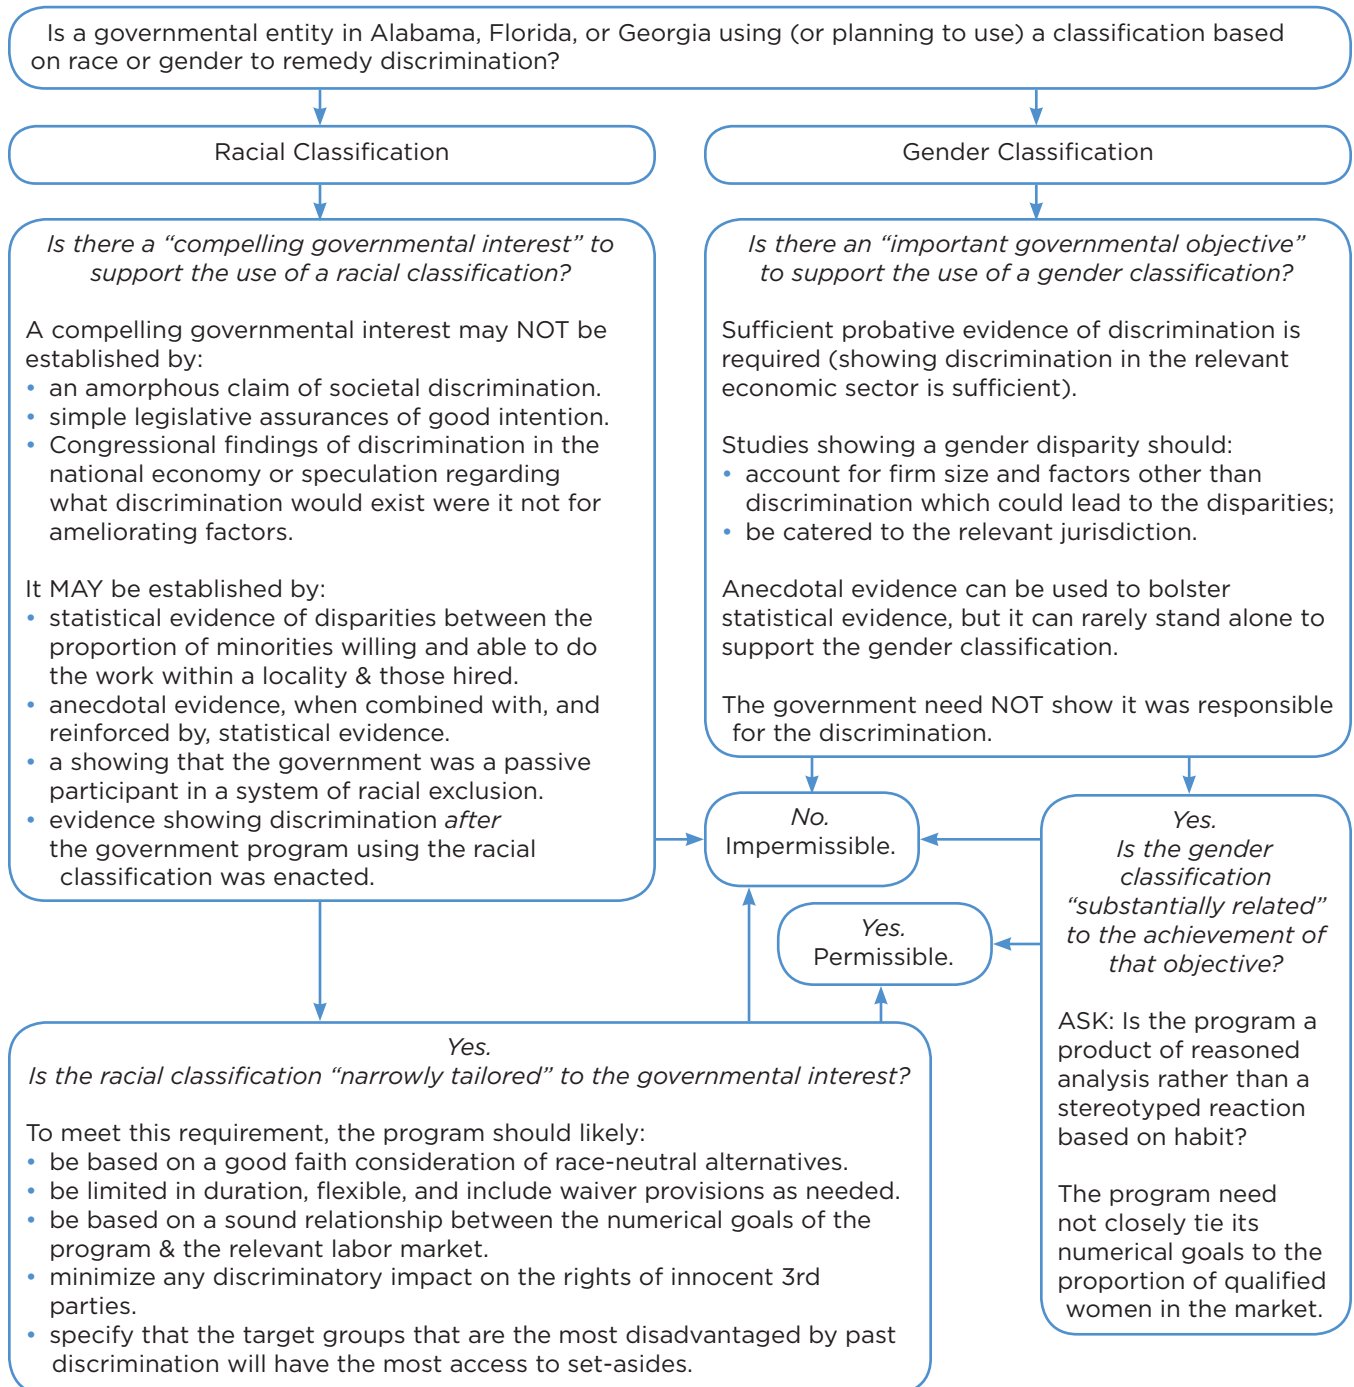 Is a governmental entity in Alabama, Florida, or Georgia using (or planning to use) a classification based
on race or gender to remedy discrimination?
Racial Classification
Gender Classification
Is there a “compelling governmental interest” to
support the use of a racial classification?
A compelling governmental interest may NOT be
established by:
• an amorphous claim of societal discrimination.
• simple legislative assurances of good intention.
• Congressional findings of discrimination in the
national economy or speculation regarding
what discrimination would exist were it not for
ameliorating factors.
It MAY be established by:
• statistical evidence of disparities between the
proportion of minorities willing and able to do
the work within a locality & those hired.
• anecdotal evidence, when combined with, and
reinforced by, statistical evidence.
• a showing that the government was a passive
participant in a system of racial exclusion.
• evidence showing discrimination after
the government program using the racial
classification was enacted.
Is there an “important governmental objective”
to support the use of a gender classification?
Sufficient probative evidence of discrimination is
required (showing discrimination in the relevant
economic sector is sufficient).
Studies showing a gender disparity should:
• account for firm size and factors other than
discrimination which could lead to the disparities;
• be catered to the relevant jurisdiction.
Anecdotal evidence can be used to bolster
statistical evidence, but it can rarely stand alone to
support the gender classification.
The government need NOT show it was responsible
for the discrimination.
No.
Impermissible.
Yes.
Permissible.
Yes.
Is the gender
classification
“substantially related”
to the achievement of
that objective?
ASK: Is the program a
product of reasoned
analysis rather than a
stereotyped reaction
based on habit?
The program need
not closely tie its
numerical goals to the
proportion of qualified
women in the market.
Yes.
Is the racial classification “narrowly tailored” to the governmental interest?
To meet this requirement, the program should likely:
• be based on a good faith consideration of race-neutral alternatives.
• be limited in duration, flexible, and include waiver provisions as needed.
• be based on a sound relationship between the numerical goals of the
program & the relevant labor market.
• minimize any discriminatory impact on the rights of innocent 3rd
parties.
• specify that the target groups that are the most disadvantaged by past
discrimination will have the most access to set-asides.